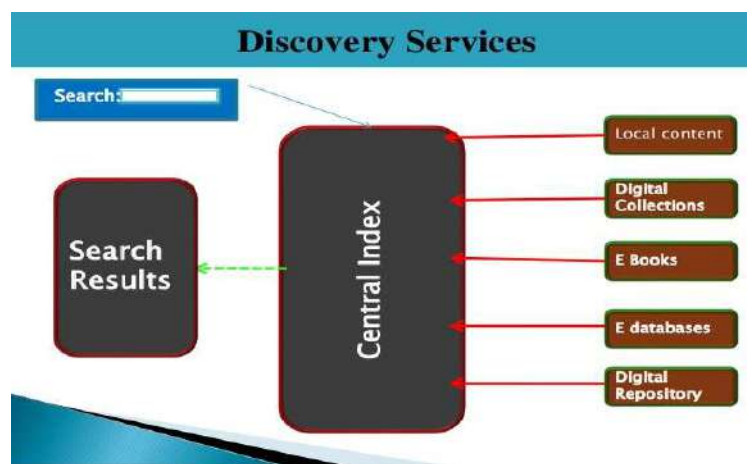 Discovery Services
Search:
Search
Results
Central Index
Local content
Digital
Collections
E Books
E databases
Digital
Repository